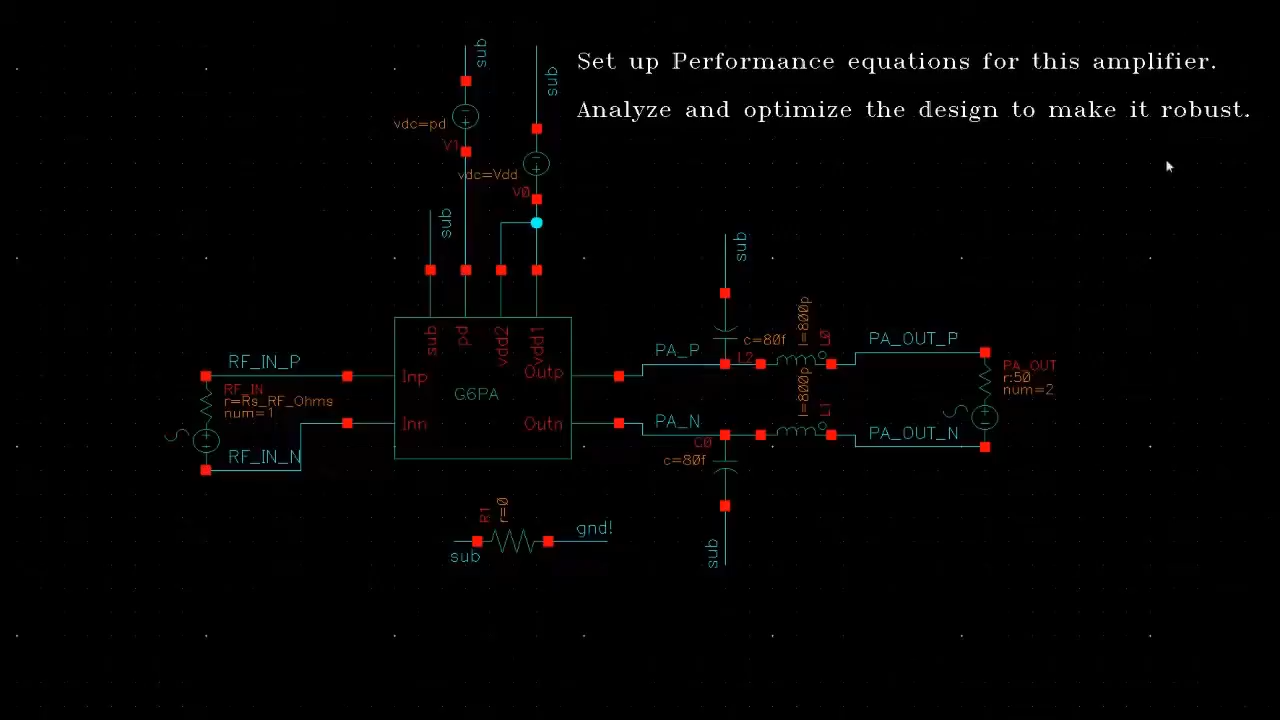 Set up Performance equations for this amplifier.
Analyze and optimize the design to make it robust.
sub
sub
vdc=pd
V1
vdc=Vdd
V0
sub
sub
sub
pd
vdd2
vdd1
l=800p
L0
c=80f
L2
PA_P
PA_OUT_P
RF_IN_P
Inp
Outp
PA_OUT
r:50
num=2
RF_IN
r=Rs_RF_Ohms
num=1
G6PA
l=800p
L1
Inn
Outn
PA_N
PA_OUT_N
RF_IN_N
C0
c=80f
R1
r=0
gnd!
sub
sub